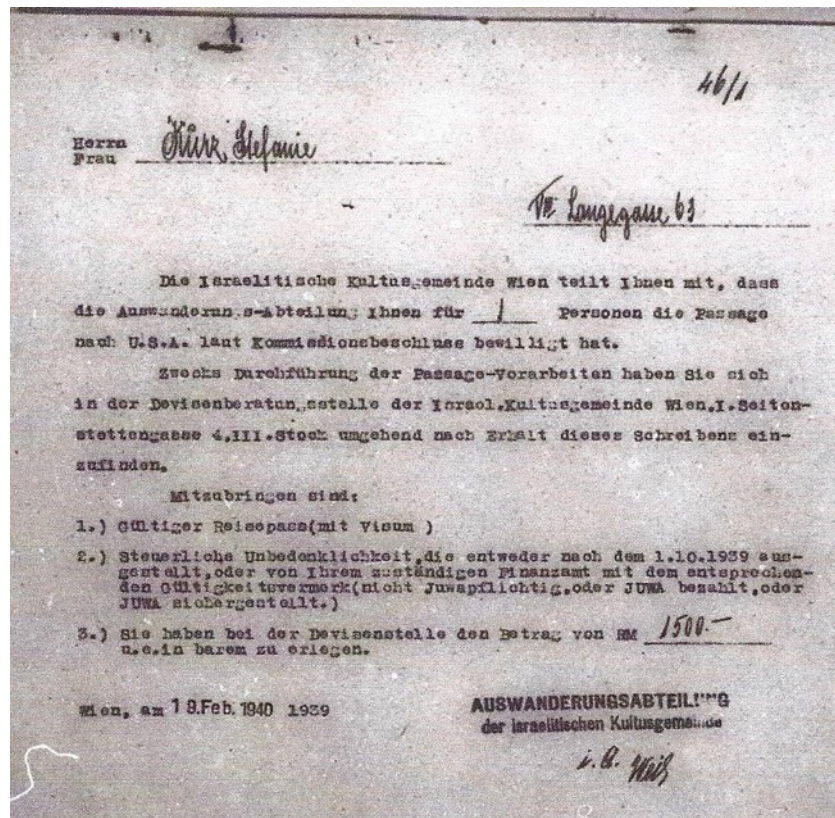 46/1
Herrn
Frau Kurz, Stefanie
VIII Langegasse 63
Die Israelitische Kultusgemeinde Wien teilt Ihnen mit, dass
die Auswanderungs-Abteilung Ihnen für 1 Personen die Passage
nach U.S.A. laut Kommissionsbeschluss bewilligt hat.
Zwecks Durchführung der Passage-Vorarbeiten haben Sie sich
in der Devisenberatungsstelle der Israel.Kultusgemeinde Wien,I.Seiten-
stettengasse 4,III.Stock umgehend nach Erhalt dieses Schreibens ein-
zufinden.
Mitzubringen sind:
1.) Gültiger Reisepass(mit Visum )
2.) Steuerliche Unbedenklichkeit,die entweder nach dem 1.10.1939 aus-
gestellt,oder von Ihrem zuständigen Finanzamt mit dem entsprechen-
den Gültigkeitsvermerk(nicht Juwapflichtig,oder JUWA bezahlt,oder
JUWA sichergestellt.)
3.) Sie haben bei der Devisenstelle den Betrag von RM 1500.-
u.e.in barem zu erlegen.
Wien, am 19.Feb.1940 1939
AUSWANDERUNGSABTEILUNG
der israelitischen Kultusgemeinde
i. A. Weiß